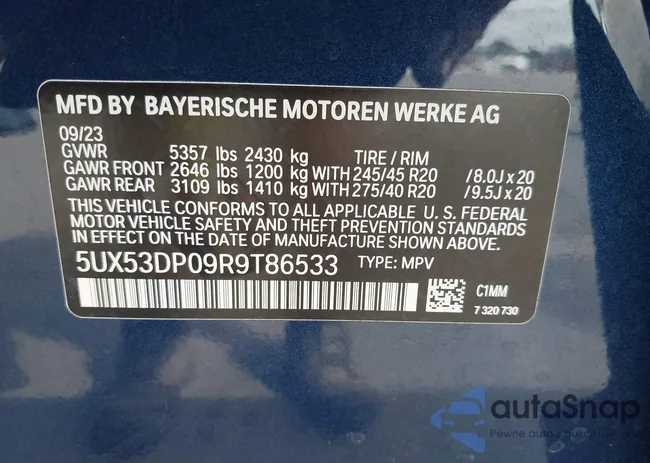 MFD BY BAYERISCHE MOTOREN WERKE AG
09/23
GVWR 5357 lbs 2430 kg TIRE / RIM
GAWR FRONT 2646 lbs 1200 kg WITH 245/45 R20 /8.0J x 20
GAWR REAR 3109 lbs 1410 kg WITH 275/40 R20 /9.5J x 20
THIS VEHICLE CONFORMS TO ALL APPLICABLE U. S. FEDERAL
MOTOR VEHICLE SAFETY AND THEFT PREVENTION
STANDARDS IN EFFECT ON THE DATE OF MANUFACTURE SHOWN ABOVE.
5UX53DP09R9T86533 TYPE: MPV
C1MM
7 320 730
autaSnap
Pewne auto z aukcji